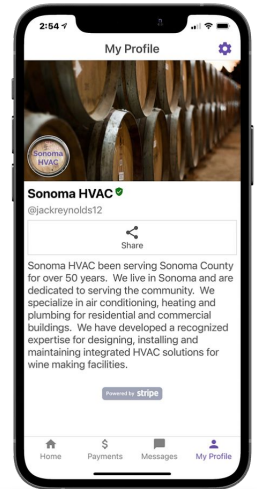 2:54
My Profile
Sonoma
HVAC
Sonoma HVAC
@jackreynolds12
Share
Sonoma HVAC been serving Sonoma County
for over 50 years. We live in Sonoma and are
dedicated to serving the community. We
specialize in air conditioning, heating and
plumbing for residential and commercial
buildings. We have developed a recognized
expertise for designing, installing and
maintaining integrated HVAC solutions for
wine making facilities.
Powered by stripe
Home Payments Messages My Profile